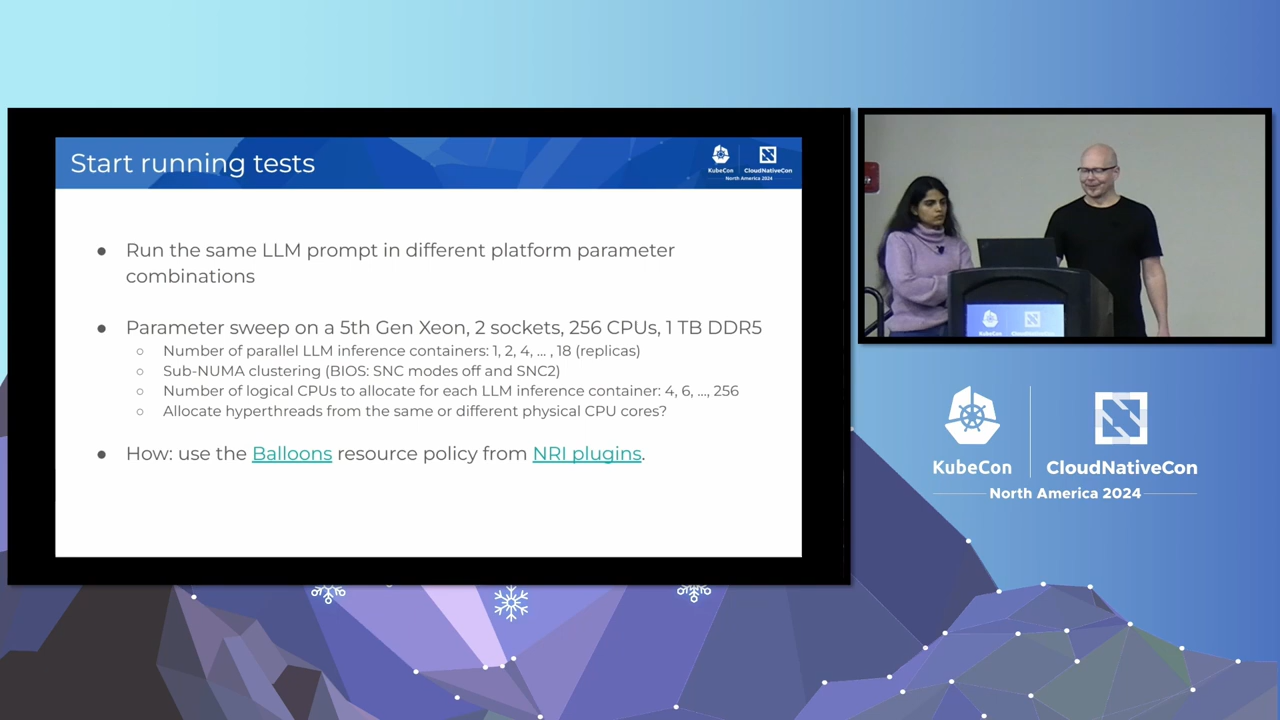 Start running tests
KubeCon
CloudNativeCon
North America 2024
● Run the same LLM prompt in different platform parameter
combinations
● Parameter sweep on a 5th Gen Xeon, 2 sockets, 256 CPUs, 1 TB DDR5
○ Number of parallel LLM inference containers: 1, 2, 4, ... , 18 (replicas)
○ Sub-NUMA clustering (BIOS: SNC modes off and SNC2)
○ Number of logical CPUs to allocate for each LLM inference container: 4, 6, ..., 256
○ Allocate hyperthreads from the same or different physical CPU cores?
● How: use the Balloons resource policy from NRI plugins.
KubeCon
CloudNativeCon
KubeCon
CloudNativeCon
North America 2024